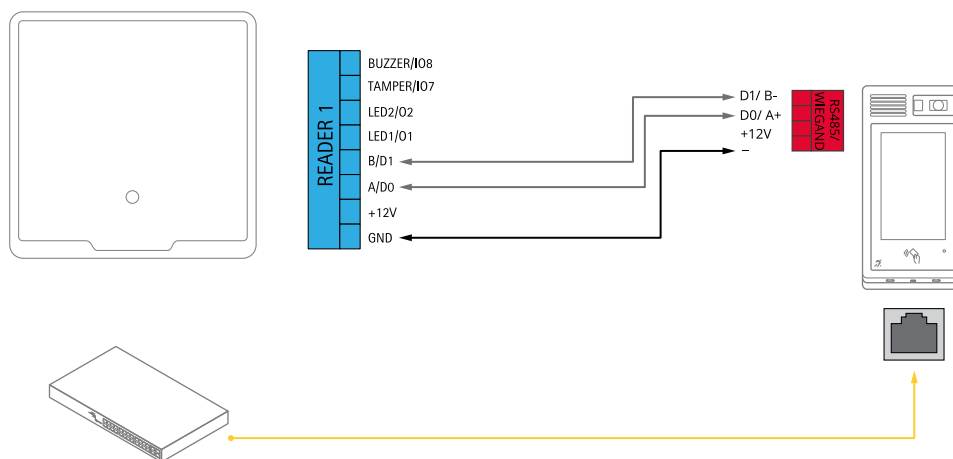 READER 1
BUZZER/IO8
TAMPER/IO7
LED2/O2
LED1/O1
B/D1
A/D0
+12V
GND
D1/ B-
D0/ A+
+12V
–
RS485/
WIEGAND